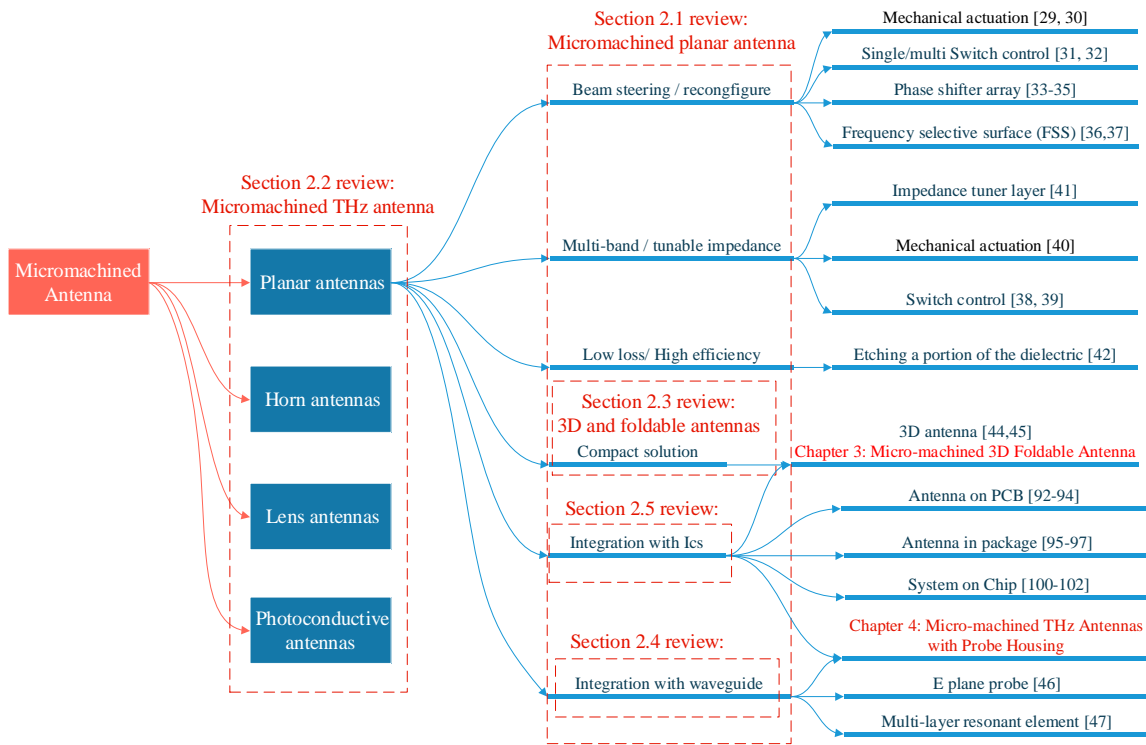 Section 2.1 review:
Micromachined planar antenna
Mechanical actuation [29, 30]
Single/multi Switch control [31, 32]
Beam steering / recongfigure
Phase shifter array [33-35]
Frequency selective surface (FSS) [36,37]
Section 2.2 review:
Micromachined THz antenna
Impedance tuner layer [41]
Multi-band / tunable impedance
Mechanical actuation [40]
Micromachined
Antenna
Planar antennas
Switch control [38, 39]
Low loss/ High efficiency
Etching a portion of the dielectric [42]
Horn antennas
Section 2.3 review:
3D and foldable antennas
Compact solution
3D antenna [44,45]
Chapter 3: Micro-machined 3D Foldable Antenna
Lens antennas
Section 2.5 review:
Integration with Ics
Antenna on PCB [92-94]
Antenna in package [95-97]
System on Chip [100-102]
Photoconductive
antennas
Chapter 4: Micro-machined THz Antennas
with Probe Housing
Section 2.4 review:
Integration with waveguide
E plane probe [46]
Multi-layer resonant element [47]